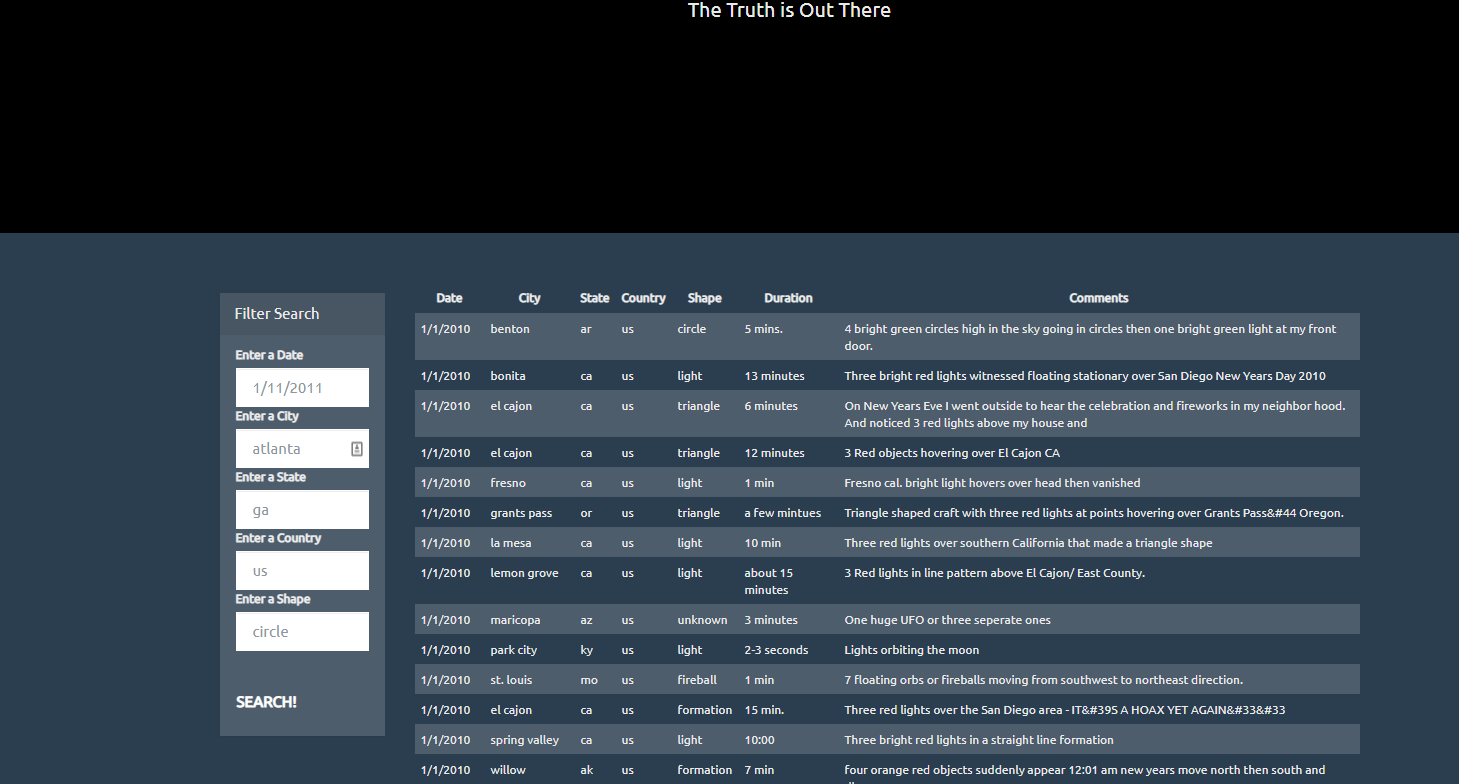 The Truth is Out There
Filter Search
Enter a Date
1/11/2011
Enter a City
atlanta
Enter a State
ga
Enter a Country
us
Enter a Shape
circle
SEARCH!
Date City State Country Shape Duration Comments
1/1/2010 benton ar us circle 5 mins. 4 bright green circles high in the sky going in circles then one bright green light at my front
door.
1/1/2010 bonita ca us light 13 minutes Three bright red lights witnessed floating stationary over San Diego New Years Day 2010
1/1/2010 el cajon ca us triangle 6 minutes On New Years Eve I went outside to hear the celebration and fireworks in my neighbor hood.
And noticed 3 red lights above my house and
1/1/2010 el cajon ca us triangle 12 minutes 3 Red objects hovering over El Cajon CA
1/1/2010 fresno ca us light 1 min Fresno cal. bright light hovers over head then vanished
1/1/2010 grants pass or us triangle a few mintues Triangle shaped craft with three red lights at points hovering over Grants Pass&#44 Oregon.
1/1/2010 la mesa ca us light 10 min Three red lights over southern California that made a triangle shape
1/1/2010 lemon grove ca us light about 15 3 Red lights in line pattern above El Cajon/ East County.
minutes
1/1/2010 maricopa az us unknown 3 minutes One huge UFO or three seperate ones
1/1/2010 park city ky us light 2-3 seconds Lights orbiting the moon
1/1/2010 st. louis mo us fireball 1 min 7 floating orbs or fireballs moving from southwest to northeast direction.
1/1/2010 el cajon ca us formation 15 min. Three red lights over the San Diego area - IT&#39S A HOAX YET AGAIN&#33&#33
1/1/2010 spring valley ca us light 10:00 Three bright red lights in a straight line formation
1/1/2010 willow ak us formation 7 min four orange red objects suddenly appear 12:01 am new years move north then south and